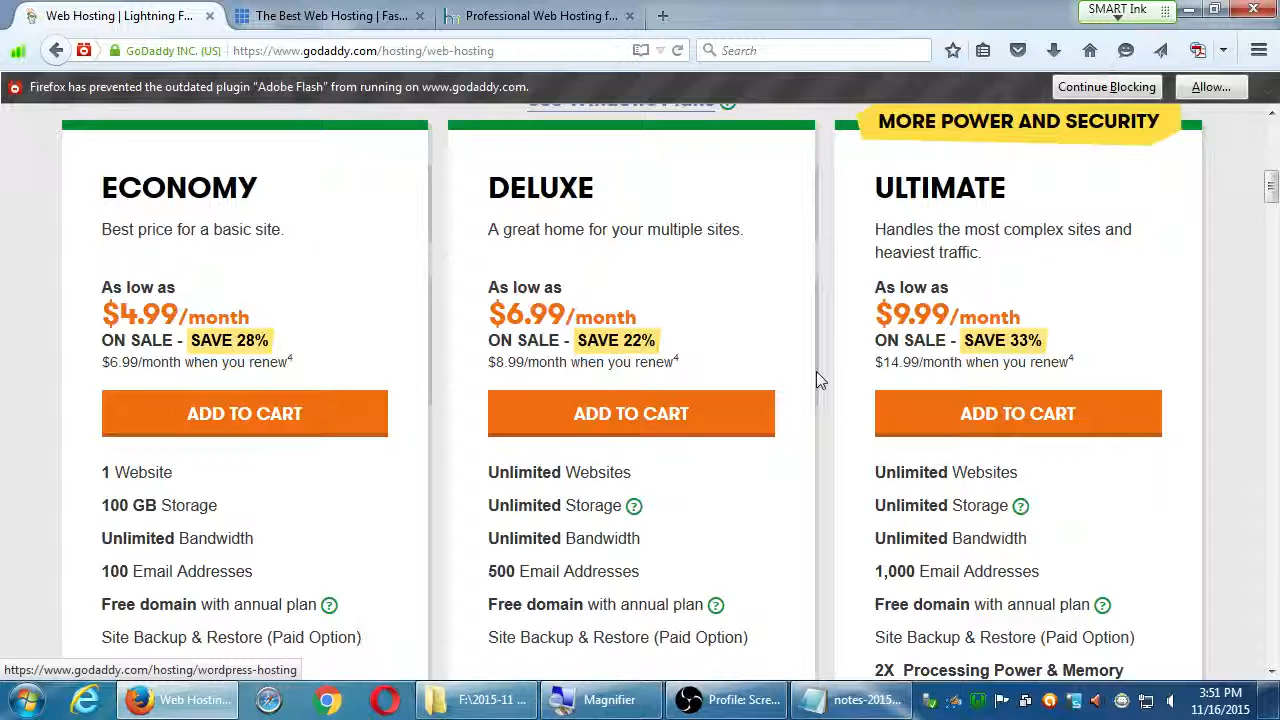 Web Hosting | Lightning F...
The Best Web Hosting | Fas...
Professional Web Hosting f...
SMART Ink
GoDaddy INC. (US)
https://www.godaddy.com/hosting/web-hosting
Search
Firefox has prevented the outdated plugin "Adobe Flash" from running on www.godaddy.com.
Continue Blocking
Allow...
MORE POWER AND SECURITY
ECONOMY
Best price for a basic site.
As low as
$4.99/month
ON SALE - SAVE 28%
$6.99/month when you renew4
ADD TO CART
1 Website
100 GB Storage
Unlimited Bandwidth
100 Email Addresses
Free domain with annual plan ?
Site Backup & Restore (Paid Option)
DELUXE
A great home for your multiple sites.
As low as
$6.99/month
ON SALE - SAVE 22%
$8.99/month when you renew4
ADD TO CART
Unlimited Websites
Unlimited Storage ?
Unlimited Bandwidth
500 Email Addresses
Free domain with annual plan ?
Site Backup & Restore (Paid Option)
ULTIMATE
Handles the most complex sites and
heaviest traffic.
As low as
$9.99/month
ON SALE - SAVE 33%
$14.99/month when you renew4
ADD TO CART
Unlimited Websites
Unlimited Storage ?
Unlimited Bandwidth
1,000 Email Addresses
Free domain with annual plan ?
Site Backup & Restore (Paid Option)
2X Processing Power & Memory
https://www.godaddy.com/hosting/wordpress-hosting
Web Hostin...
F:\2015-11 ...
Magnifier
Profile: Scre...
notes-2015...
3:51 PM
11/16/2015